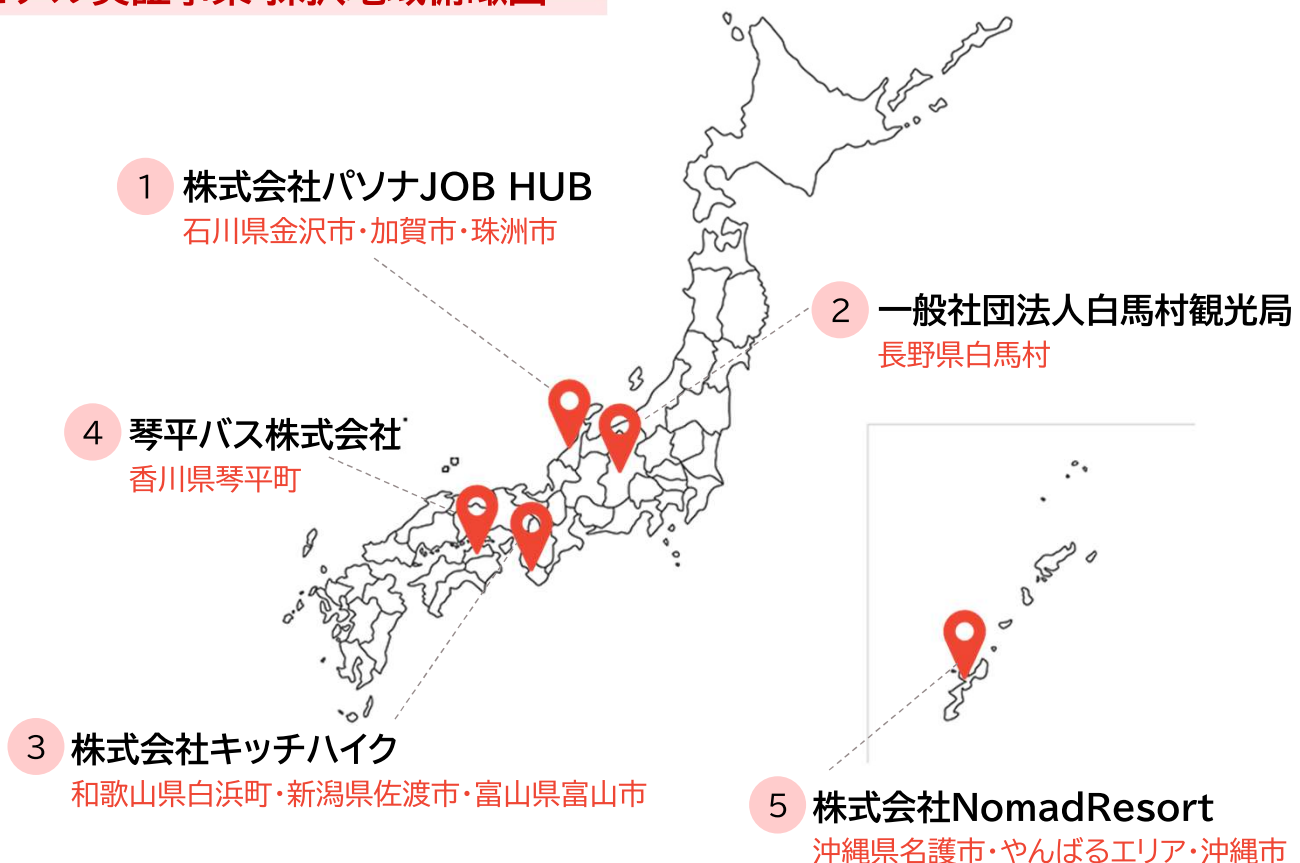 1
株式会社パソナJOB HUB
石川県金沢市・加賀市・珠洲市
2
一般社団法人白馬村観光局
長野県白馬村
4
琴平バス株式会社
香川県琴平町
3
株式会社キッチハイク
和歌山県白浜町・新潟県佐渡市・富山県富山市
5
株式会社NomadResort
沖縄県名護市・やんばるエリア・沖縄市